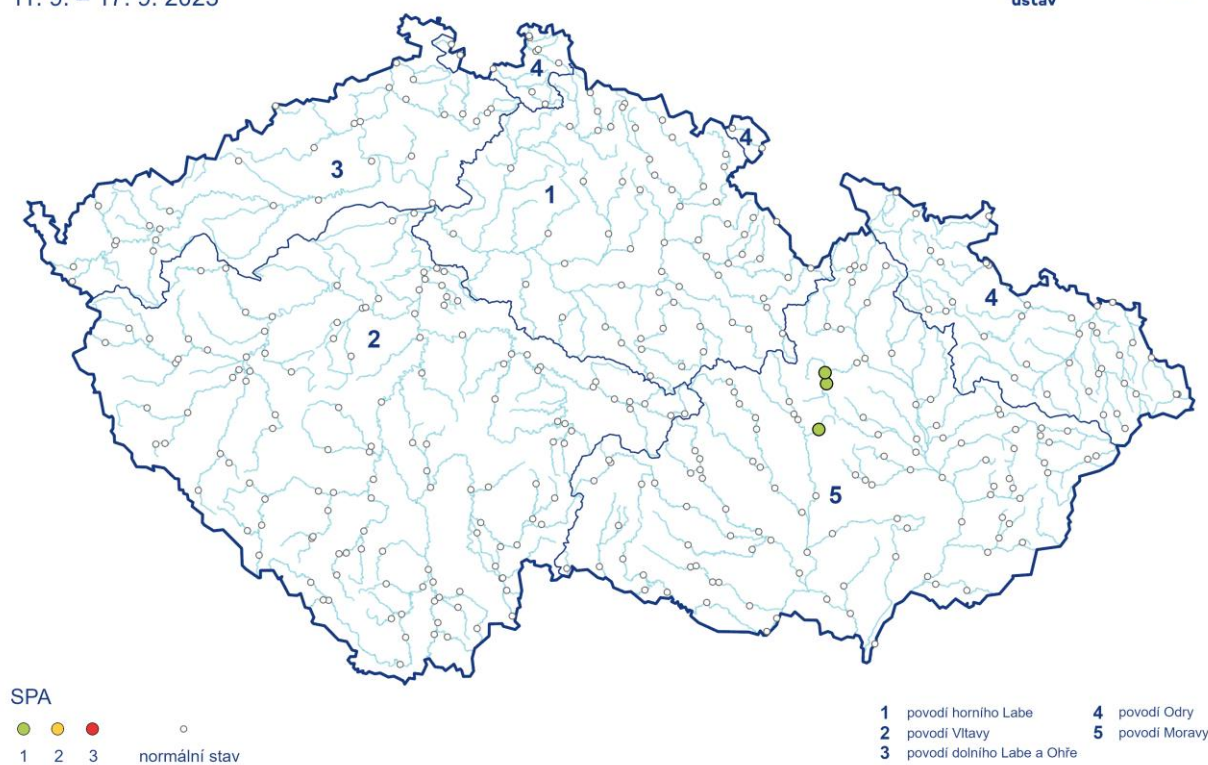 ústav
4
4
3
1
4
2
5
SPA
1 2 3 normální stav
1 povodí horního Labe 4 povodí Odry
2 povodí Vltavy 5 povodí Moravy
3 povodí dolního Labe a Ohře